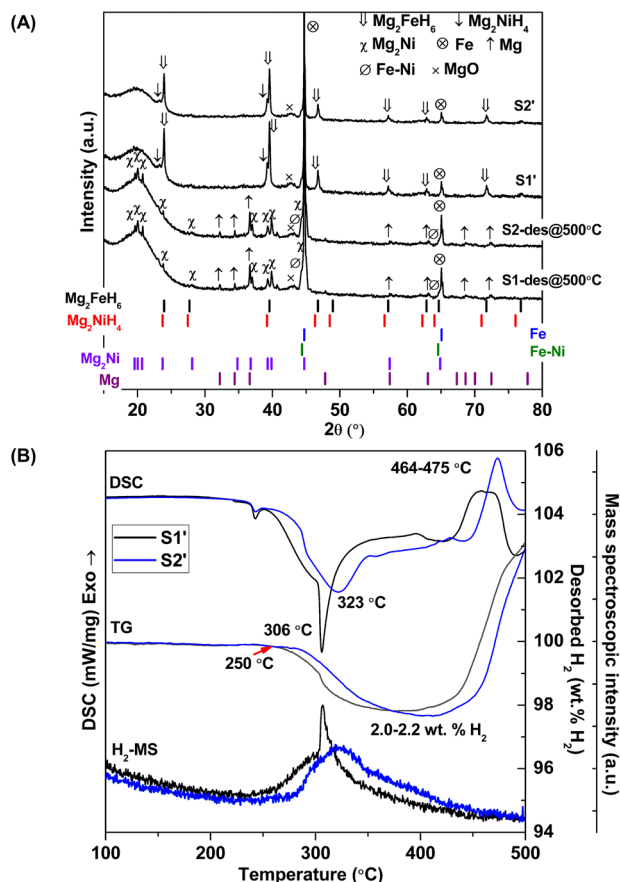 (A)
⇓ Mg₂FeH₆ ↓ Mg₂NiH₄
χ Mg₂Ni ⊗ Fe ↑ Mg
∅ Fe-Ni × MgO
S2'
S1'
S2-des@500°C
S1-des@500°C
Intensity (a.u.)
Mg₂FeH₆
Mg₂NiH₄
Fe
Fe-Ni
Mg₂Ni
Mg
20 30 40 50 60 70 80
2θ (°)
(B)
DSC
S1'
S2'
464-475 °C
323 °C
306 °C
TG
250 °C
2.0-2.2 wt. % H₂
H₂-MS
DSC (mW/mg) Exo →
106
104
102
100
98
96
94
Desorbed H₂ (wt.% H₂)
Mass spectroscopic intensity (a.u.)
100 200 300 400 500
Temperature (°C)